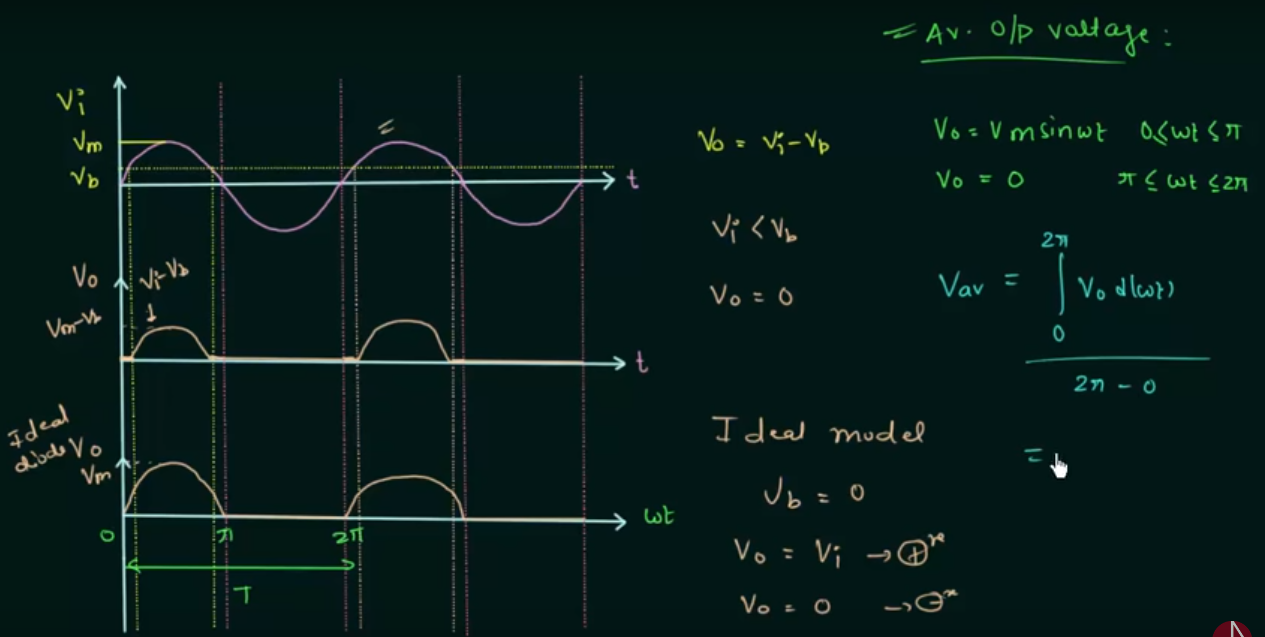 = Av. O/P voltage:
Vi
Vm
Vb
t
Vo
Vi-Vb
Vm-Vb
t
Ideal
diode Vo
Vm
0
π
2π
ωt
T
Vo = Vi-Vb
Vi < Vb
Vo = 0
Ideal model
Vb = 0
Vo = Vi → ⊕ve
Vo = 0 → ⊖ve
Vo = Vm sinωt 0≤ωt≤π
Vo = 0 π≤ωt≤2π
2π
Vav = ∫ Vo d(ωt)
0
2π - 0
=